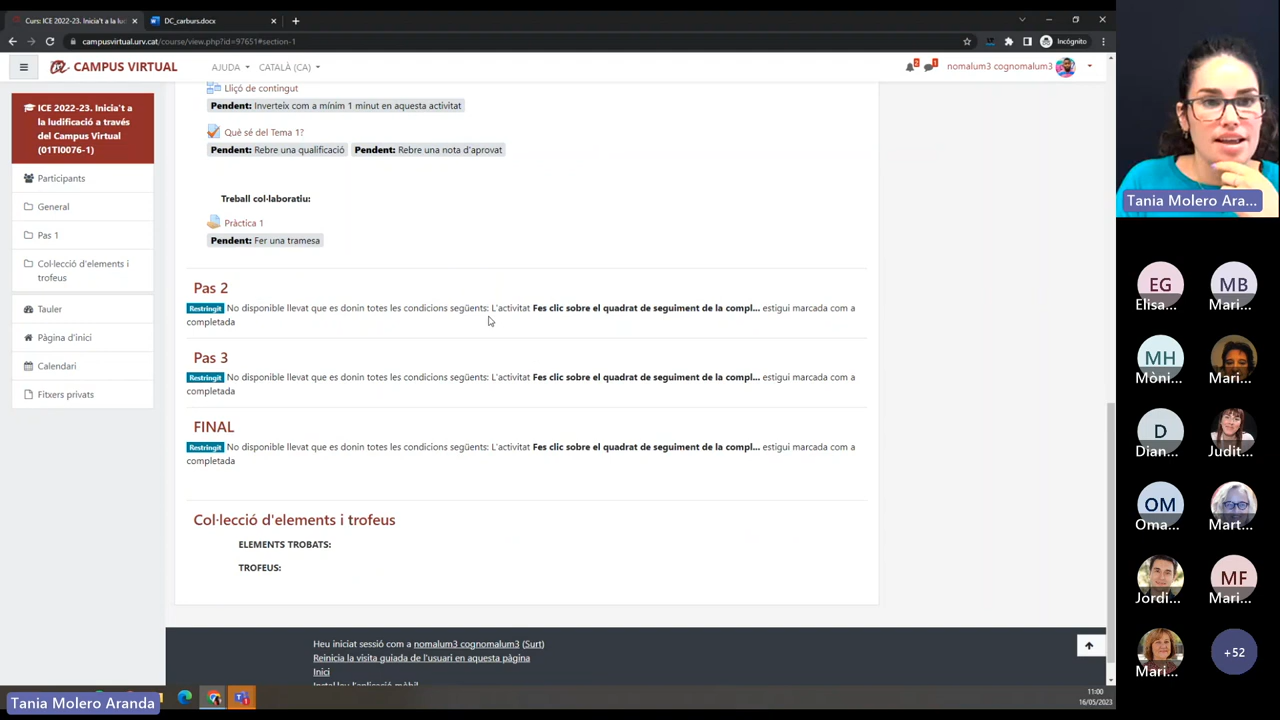 Curs: ICE 2022-23. Inicia't a la lud
DC_carburs.docx
campusvirtual.urv.cat/course/view.php?id=97651#section-1
Incógnito
CAMPUS VIRTUAL
AJUDA
CATALÀ (CA)
2
1
nomalum3 cognomalum3
ICE 2022-23. Inicia't a
la ludificació a través
del Campus Virtual
(01TI0076-1)
Participants
General
Pas 1
Col·lecció d'elements i
trofeus
Tauler
Pàgina d'inici
Calendari
Fitxers privats
Lliçó de contingut
Pendent: Inverteix com a mínim 1 minut en aquesta activitat
Què sé del Tema 1?
Pendent: Rebre una qualificació
Pendent: Rebre una nota d'aprovat
Treball col·laboratiu:
Pràctica 1
Pendent: Fer una tramesa
Pas 2
Restringit No disponible llevat que es donin totes les condicions següents: L'activitat Fes clic sobre el quadrat de seguiment de la compl... estigui marcada com a
completada
Pas 3
Restringit No disponible llevat que es donin totes les condicions següents: L'activitat Fes clic sobre el quadrat de seguiment de la compl... estigui marcada com a
completada
FINAL
Restringit No disponible llevat que es donin totes les condicions següents: L'activitat Fes clic sobre el quadrat de seguiment de la compl... estigui marcada com a
completada
Col·lecció d'elements i trofeus
ELEMENTS TROBATS:
TROFEUS:
Heu iniciat sessió com a nomalum3 cognomalum3 (Surt)
Reinicia la visita guiada de l'usuari en aquesta pàgina
Inici
Instal·leu l'aplicació mòbil
11:00
16/05/2023
Tania Molero Aranda
Tania Molero Ara...
EG
Elisa...
MB
Mari...
MH
Mòni...
Mari...
D
Dian...
Judit...
OM
Oma...
Mart...
Jordi...
MF
Mari...
Mari...
+52